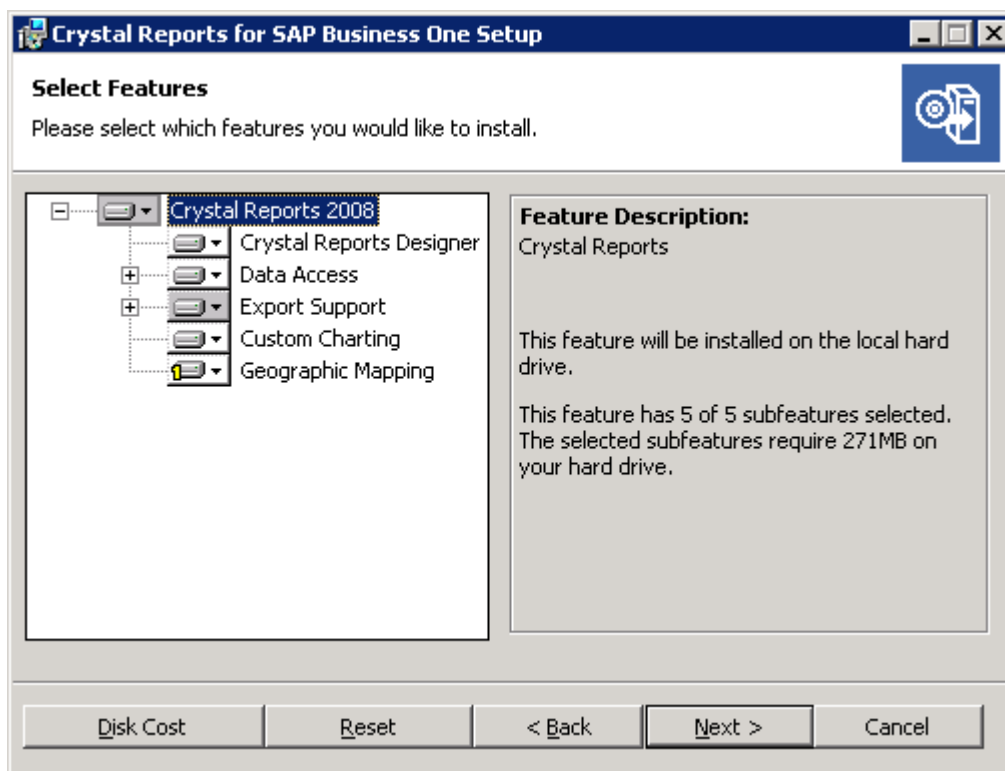 Crystal Reports for SAP Business One Setup
Select Features
Please select which features you would like to install.
Crystal Reports 2008
Crystal Reports Designer
Data Access
Export Support
Custom Charting
Geographic Mapping
Feature Description:
Crystal Reports
This feature will be installed on the local hard
drive.
This feature has 5 of 5 subfeatures selected.
The selected subfeatures require 271MB on
your hard drive.
Disk Cost
Reset
< Back
Next >
Cancel